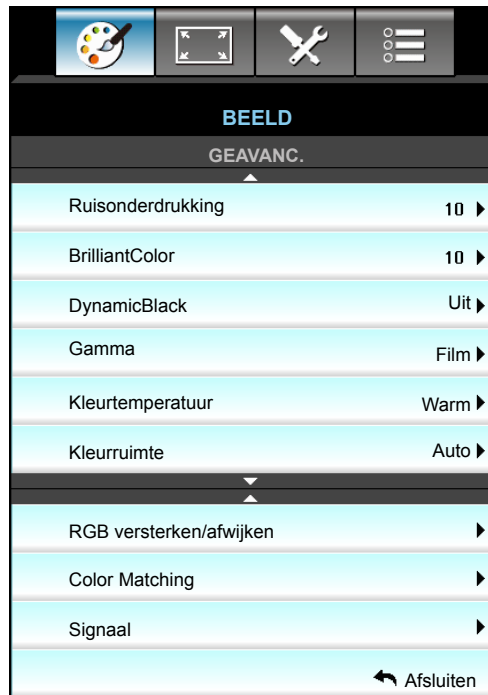 BEELD
GEAVANC.
Ruisonderdrukking 10
BrilliantColor 10
DynamicBlack Uit
Gamma Film
Kleurtemperatuur Warm
Kleurruimte Auto
RGB versterken/afwijken
Color Matching
Signaal
Afsluiten